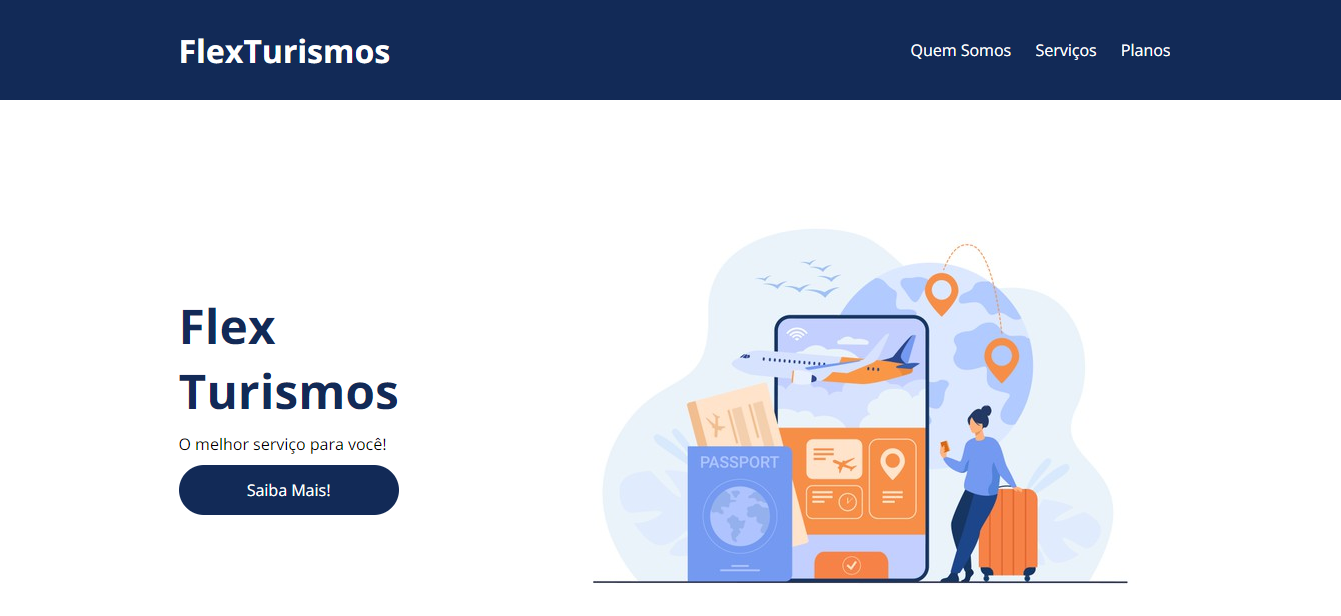 FlexTurismos
Quem Somos Serviços Planos
Flex
Turismos
O melhor serviço para você!
Saiba Mais!
PASSPORT